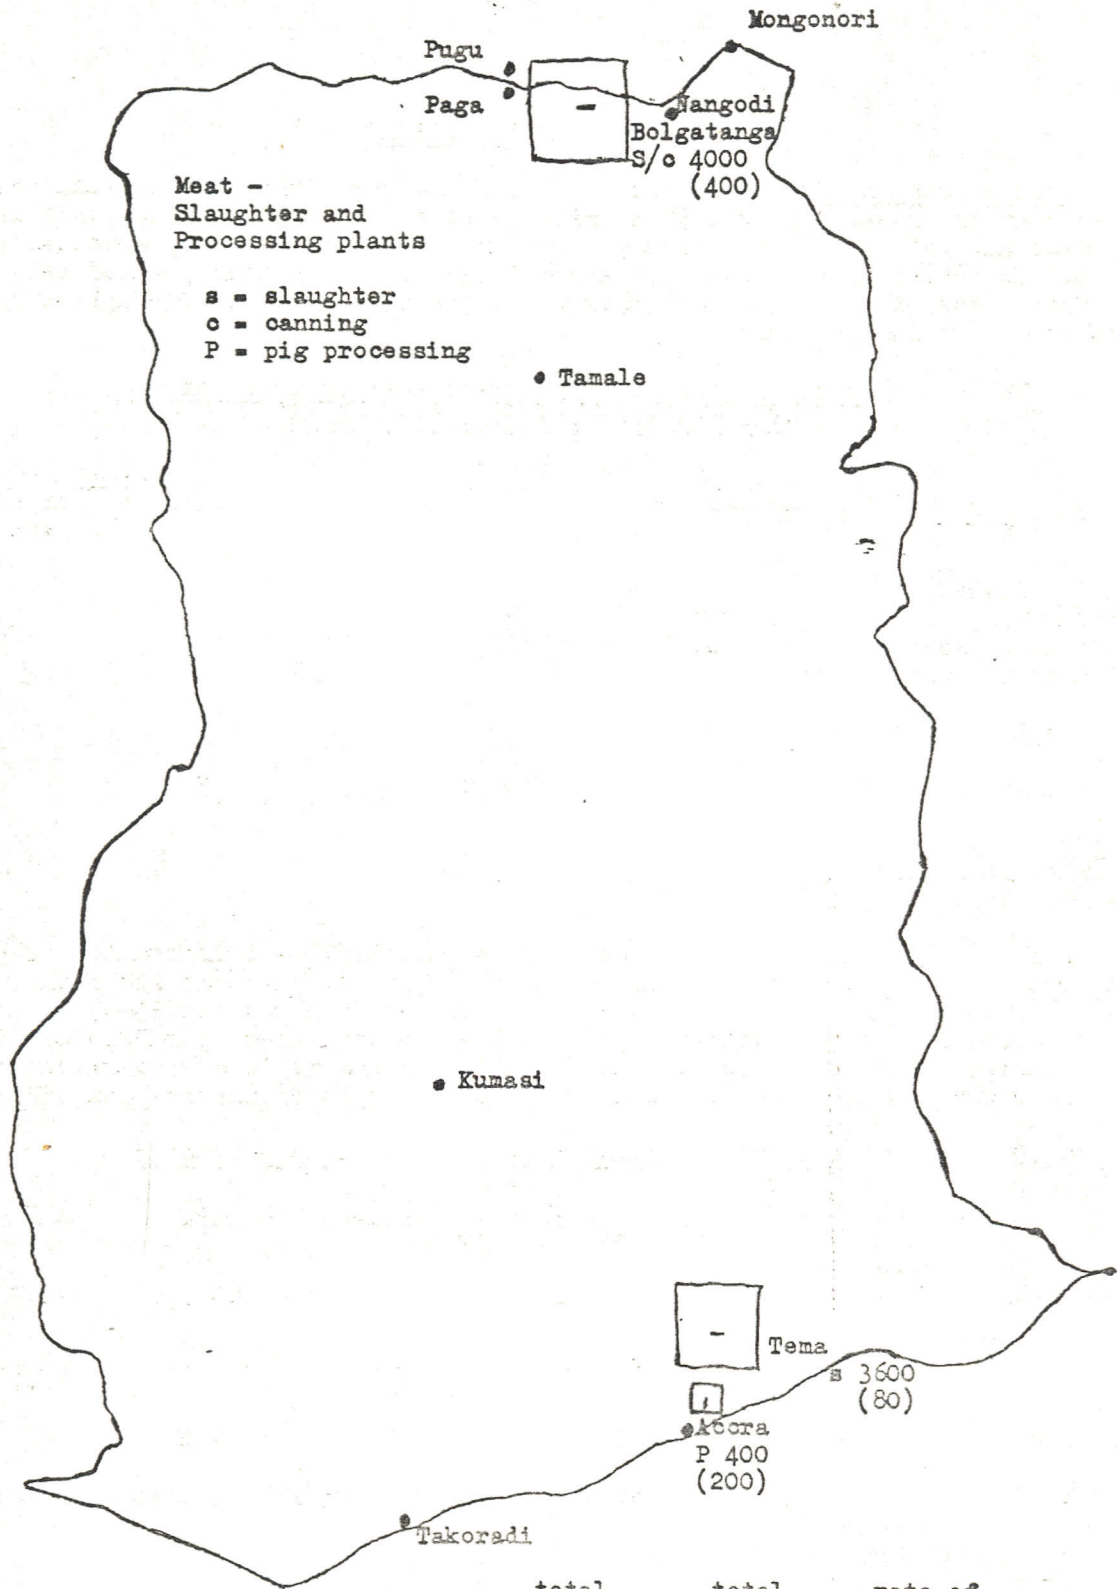 Mongonori
Pugu
Paga
Nangodi
Bolgatanga
S/c 4000
(400)
Meat -
Slaughter and
Processing plants
s = slaughter
c = canning
P = pig processing
Tamale
Kumasi
Tema
s 3600
(80)
Accra
P 400
(200)
Takoradi
total total rate of